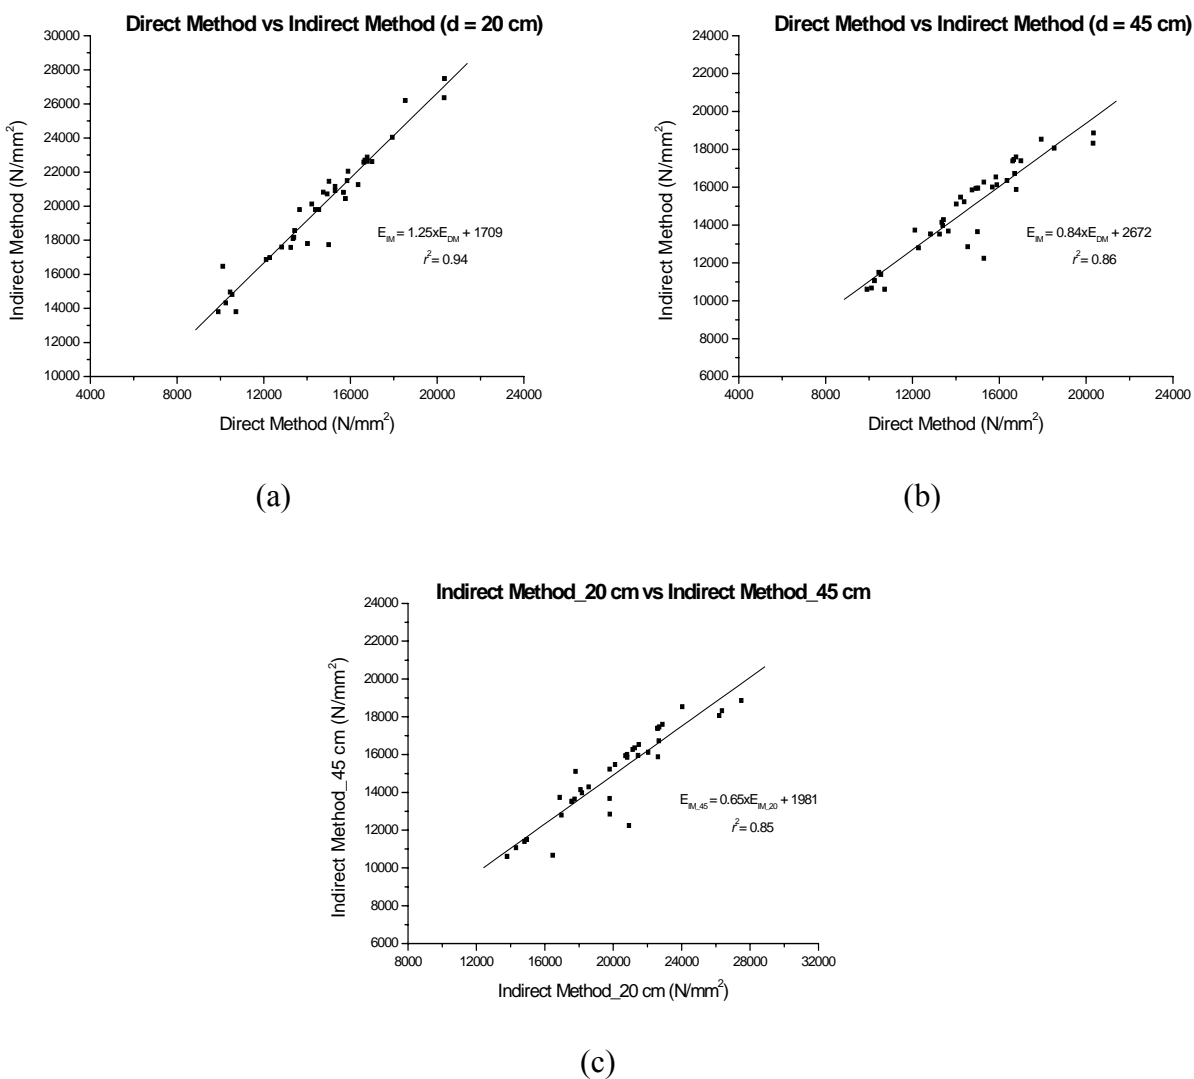 Direct Method vs Indirect Method (d = 20 cm)
30000
28000
26000
24000
22000
20000
18000
16000
14000
12000
10000
Indirect Method (N/mm²)
E_IM = 1.25xE_DM + 1709
r² = 0.94
4000 8000 12000 16000 20000 24000
Direct Method (N/mm²)
(a)
Direct Method vs Indirect Method (d = 45 cm)
24000
22000
20000
18000
16000
14000
12000
10000
8000
6000
Indirect Method (N/mm²)
E_IM = 0.84xE_DM + 2672
r² = 0.86
4000 8000 12000 16000 20000 24000
Direct Method (N/mm²)
(b)
Indirect Method_20 cm vs Indirect Method_45 cm
24000
22000
20000
18000
16000
14000
12000
10000
8000
6000
Indirect Method_45 cm (N/mm²)
E_IM_45 = 0.65xE_IM_20 + 1981
r² = 0.85
8000 12000 16000 20000 24000 28000 32000
Indirect Method_20 cm (N/mm²)
(c)